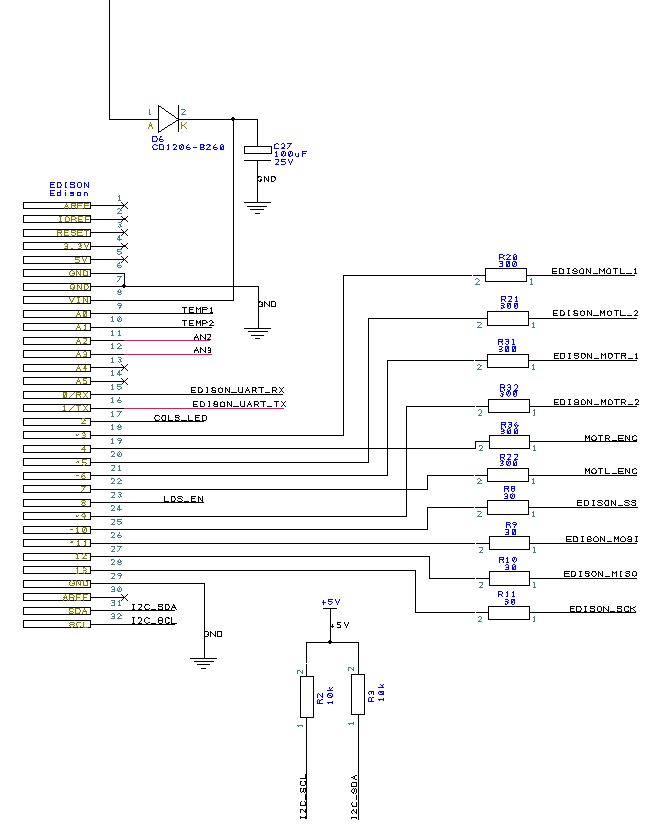 1 2
A K
D6
CD1206-B260
C27
100uF
25V
GND
EDISON
Edison
AREF 1
IOREF 2
RESET 3
3.3V 4
5V 5
GND 6
GND 7
VIN 8
A0 9 TEMP1
A1 10 TEMP2
A2 11 AN2
A3 12 AN3
A4 13
A5 14
0/RX 15 EDISON_UART_RX
1/TX 16 EDISON_UART_TX
2 17 COLS_LED
~3 18
4 19
~5 20
~6 21
7 22
8 23 LDS_EN
~9 24
~10 25
~11 26
12 27
13 28
GND 29
AREF 30
SDA 31 I2C_SDA
SCL 32 I2C_SCL
GND
GND
R20
300
2 1 EDISON_MOTL_1
R21
300
2 1 EDISON_MOTL_2
R31
300
2 1 EDISON_MOTR_1
R32
300
2 1 EDISON_MOTR_2
R36
300
2 1 MOTR_ENC
R22
300
2 1 MOTL_ENC
R8
30
2 1 EDISON_SS
R9
30
2 1 EDISON_MOSI
R10
30
2 1 EDISON_MISO
R11
30
2 1 EDISON_SCK
+5V
+5V
2 R2 10k 1
2 R3 10k 1
I2C_SCL
I2C_SDA